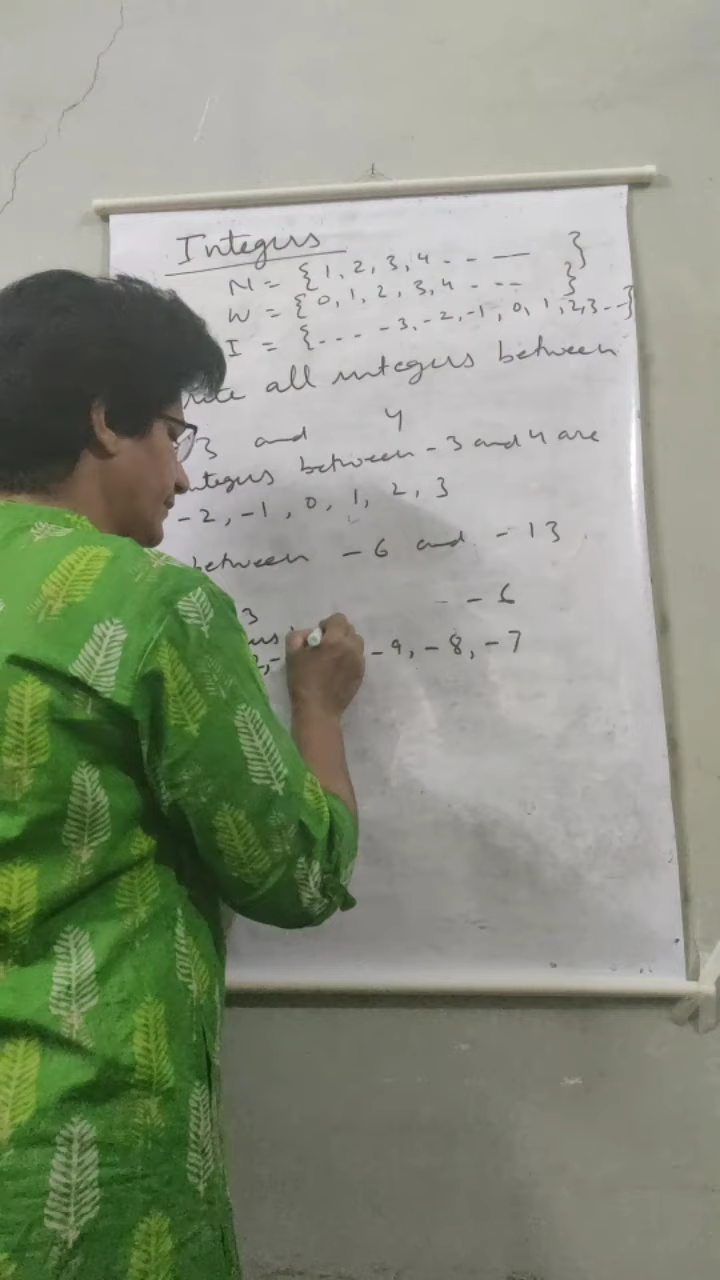 Integers
N = { 1, 2, 3, 4 - - — }
W = { 0, 1, 2, 3, 4 - - - }
I = { - - - -3, -2, -1, 0, 1, 2, 3 - - }
all integers between
3 and 4
between -3 and 4 are
-2, -1, 0, 1, 2, 3
between -6 and -13
3 -6
-9, -8, -7